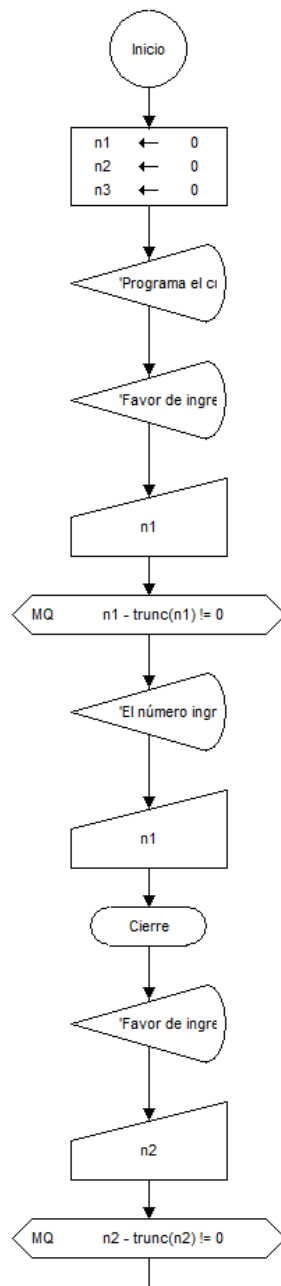 Inicio
n1 ← 0
n2 ← 0
n3 ← 0
'Programa el cu
'Favor de ingre
n1
MQ n1 - trunc(n1) != 0
'El número ingr
n1
Cierre
'Favor de ingre
n2
MQ n2 - trunc(n2) != 0